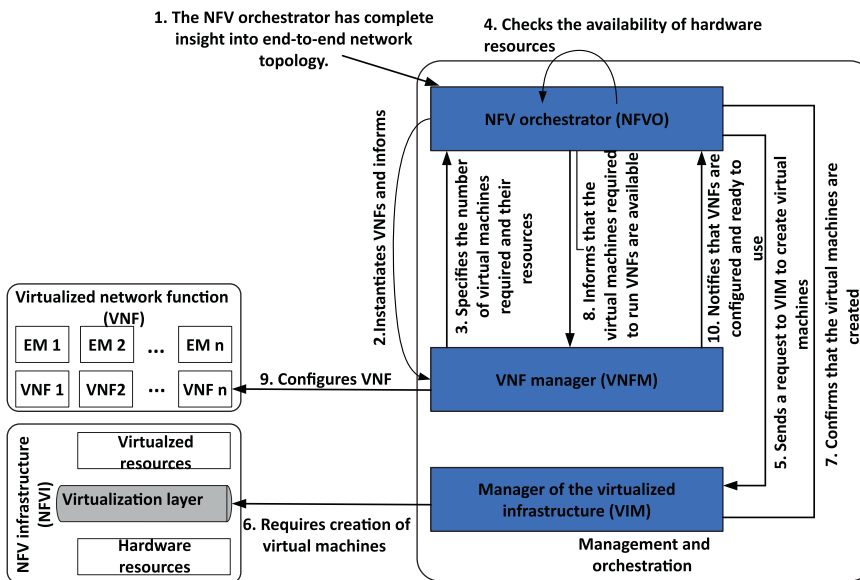 1. The NFV orchestrator has complete
insight into end-to-end network
topology.
4. Checks the availability of hardware
resources
NFV orchestrator (NFVO)
2.Instantiates VNFs and informs
3. Specifies the number
of virtual machines
required and their
resources
8. Informs that the
virtual machines required
to run VNFs are available
10. Notifies that VNFs are
configured and ready to
use
5. Sends a request to VIM to create virtual
machines
7. Confirms that the virtual machines are
created
Virtualized network function
(VNF)
EM 1
EM 2
...
EM n
VNF 1
VNF2
...
VNF n
9. Configures VNF
VNF manager (VNFM)
NFV infrastructure
(NFVI)
Virtualzed
resources
Virtualization layer
Hardware
resources
6. Requires creation of
virtual machines
Manager of the virtualized
infrastructure (VIM)
Management and
orchestration